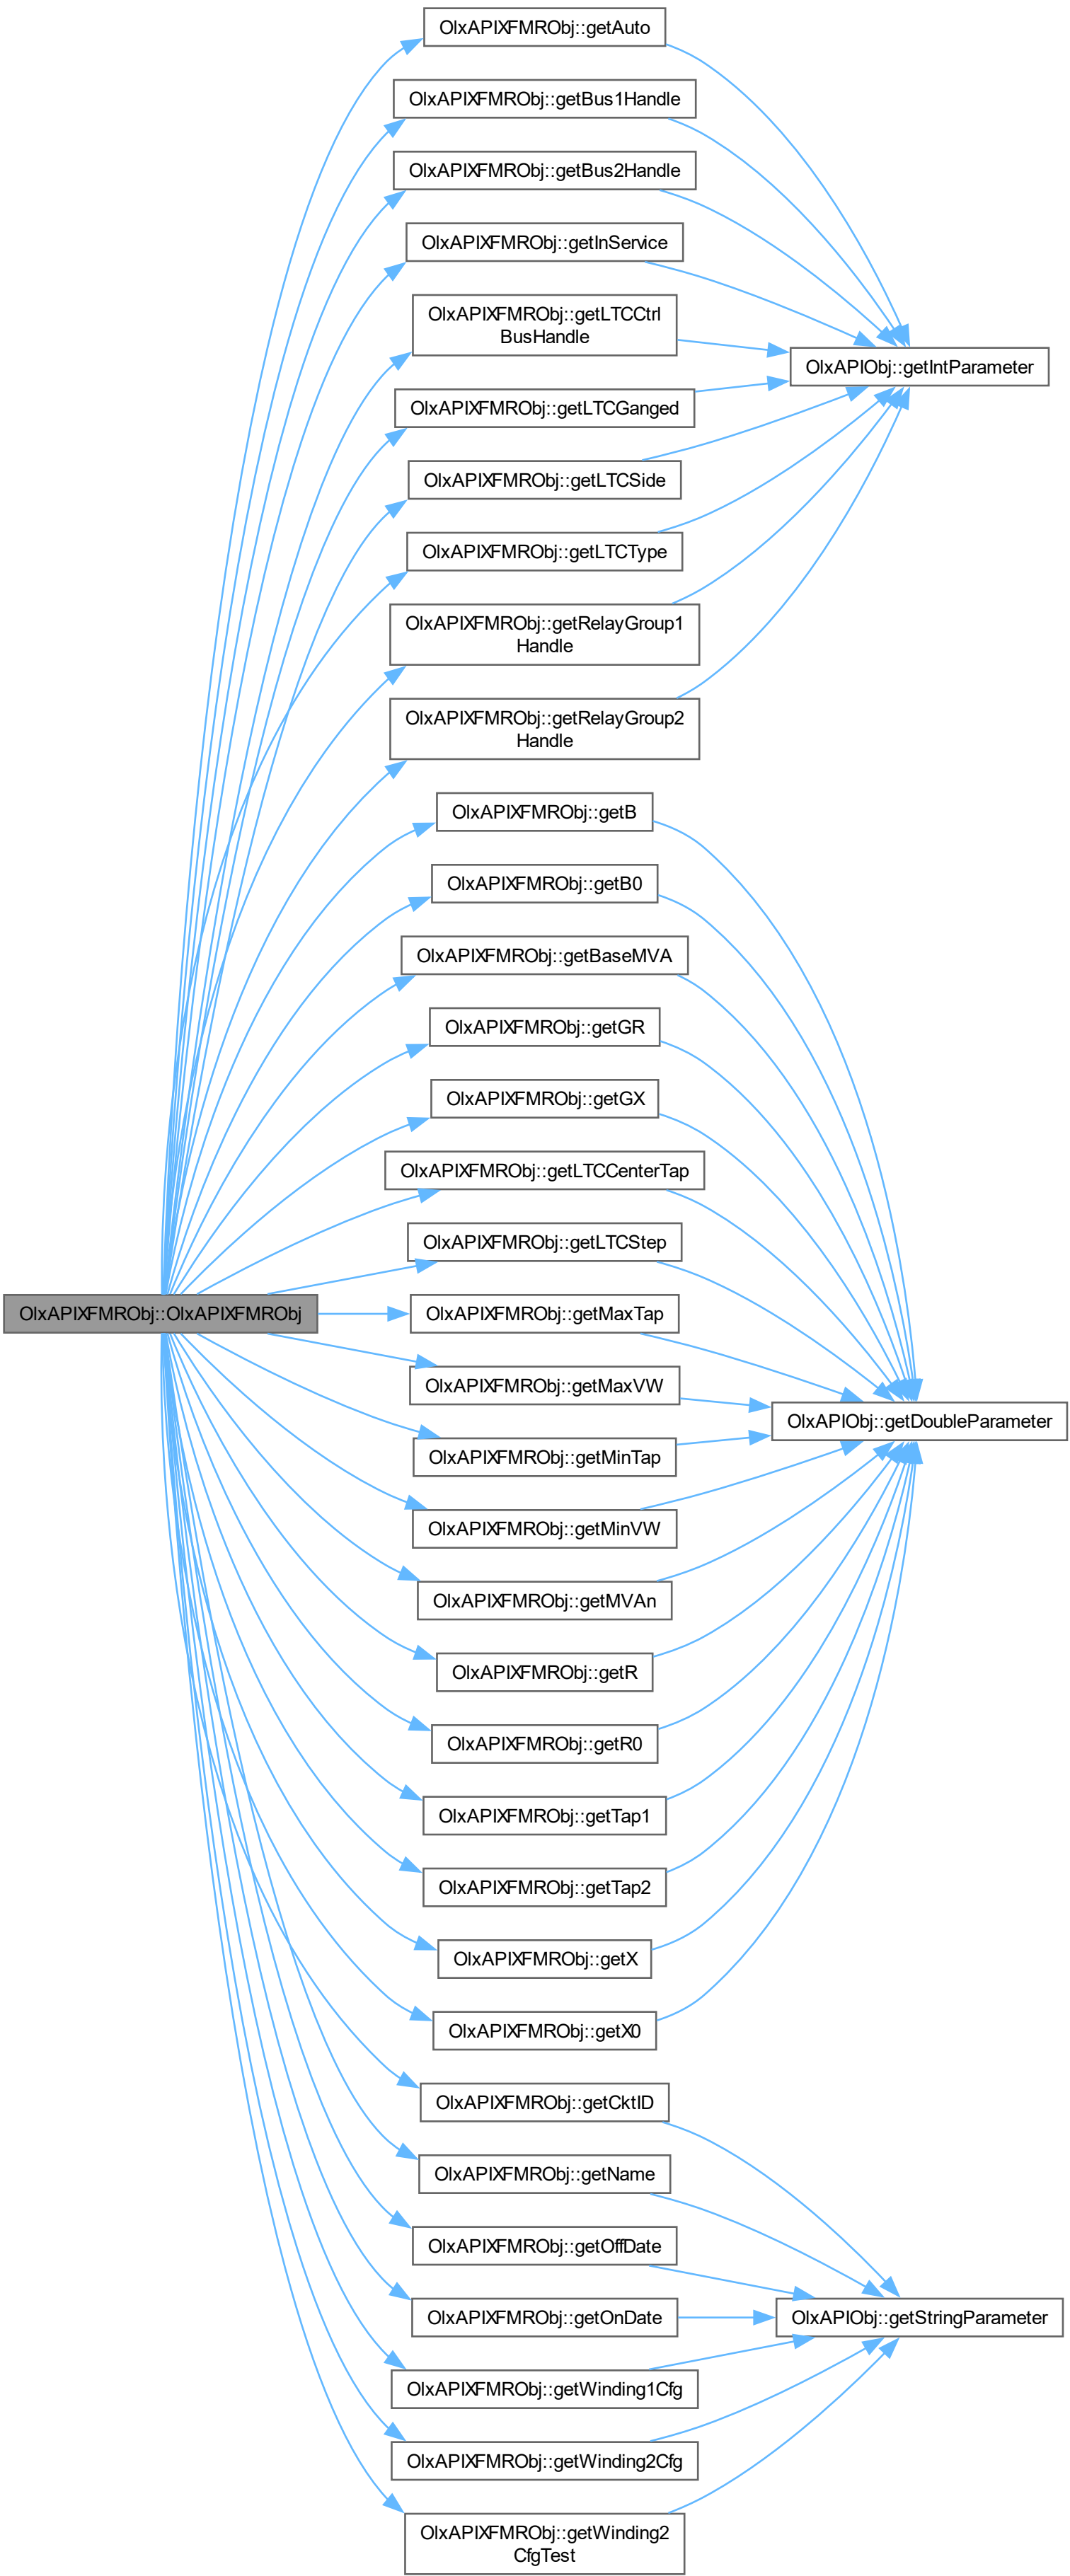 OlxAPIXFMRObj::OlxAPIXFMRObj
OlxAPIXFMRObj::getAuto
OlxAPIXFMRObj::getBus1Handle
OlxAPIXFMRObj::getBus2Handle
OlxAPIXFMRObj::getInService
OlxAPIXFMRObj::getLTCCtrl
BusHandle
OlxAPIXFMRObj::getLTCGanged
OlxAPIXFMRObj::getLTCSide
OlxAPIXFMRObj::getLTCType
OlxAPIXFMRObj::getRelayGroup1
Handle
OlxAPIXFMRObj::getRelayGroup2
Handle
OlxAPIXFMRObj::getB
OlxAPIXFMRObj::getB0
OlxAPIXFMRObj::getBaseMVA
OlxAPIXFMRObj::getGR
OlxAPIXFMRObj::getGX
OlxAPIXFMRObj::getLTCCenterTap
OlxAPIXFMRObj::getLTCStep
OlxAPIXFMRObj::getMaxTap
OlxAPIXFMRObj::getMaxVW
OlxAPIXFMRObj::getMinTap
OlxAPIXFMRObj::getMinVW
OlxAPIXFMRObj::getMVAn
OlxAPIXFMRObj::getR
OlxAPIXFMRObj::getR0
OlxAPIXFMRObj::getTap1
OlxAPIXFMRObj::getTap2
OlxAPIXFMRObj::getX
OlxAPIXFMRObj::getX0
OlxAPIXFMRObj::getCktID
OlxAPIXFMRObj::getName
OlxAPIXFMRObj::getOffDate
OlxAPIXFMRObj::getOnDate
OlxAPIXFMRObj::getWinding1Cfg
OlxAPIXFMRObj::getWinding2Cfg
OlxAPIXFMRObj::getWinding2
CfgTest
OlxAPIObj::getIntParameter
OlxAPIObj::getDoubleParameter
OlxAPIObj::getStringParameter